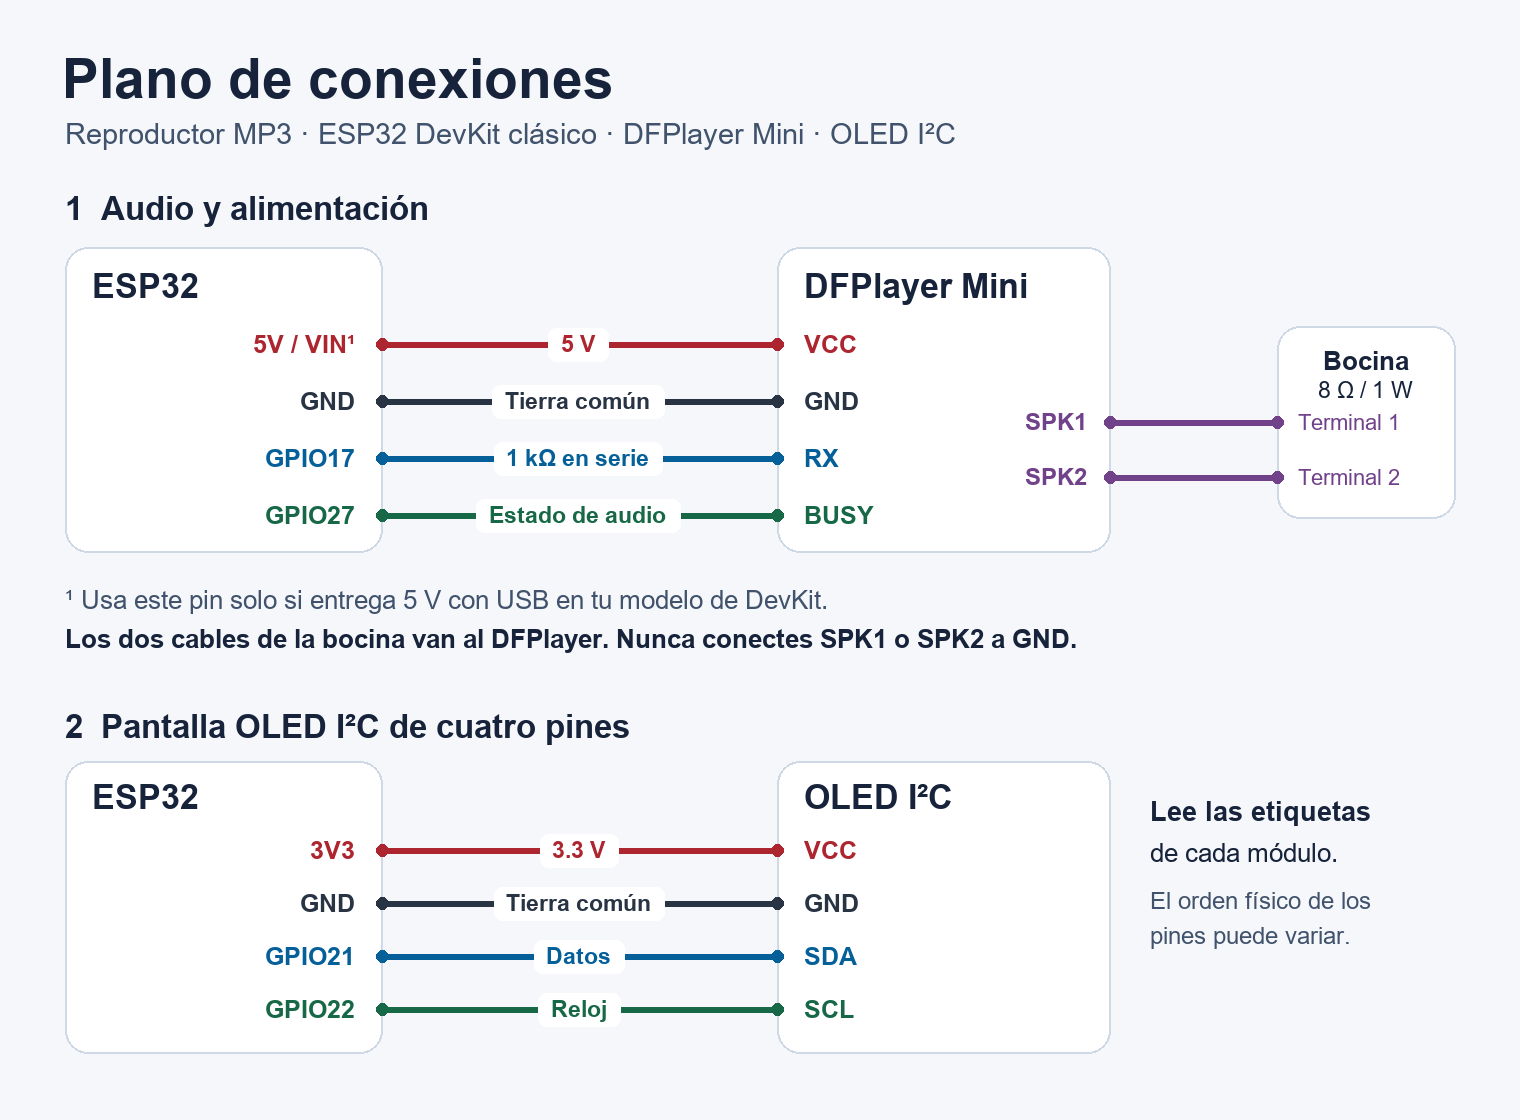 Plano de conexiones
Reproductor MP3 · ESP32 DevKit clásico · DFPlayer Mini · OLED I²C
1 Audio y alimentación
ESP32
DFPlayer Mini
5V / VIN¹ 5 V VCC
Bocina
8 Ω / 1 W
GND Tierra común GND
SPK1 Terminal 1
GPIO17 1 kΩ en serie RX
SPK2 Terminal 2
GPIO27 Estado de audio BUSY
¹ Usa este pin solo si entrega 5 V con USB en tu modelo de DevKit.
Los dos cables de la bocina van al DFPlayer. Nunca conectes SPK1 o SPK2 a GND.
2 Pantalla OLED I²C de cuatro pines
ESP32
OLED I²C
3V3 3.3 V VCC
GND Tierra común GND
GPIO21 Datos SDA
GPIO22 Reloj SCL
Lee las etiquetas
de cada módulo.
El orden físico de los
pines puede variar.